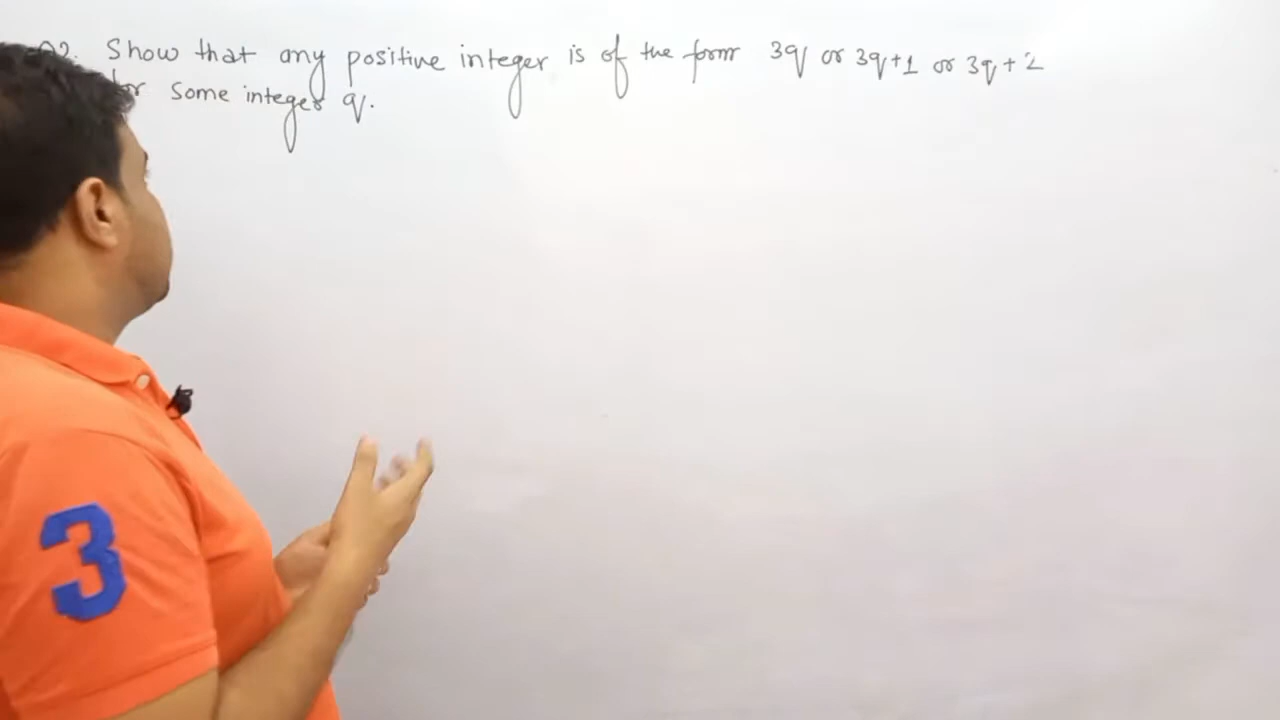 Q2. Show that any positive integer is of the form 3q or 3q+1 or 3q+2
for some integer q.
3